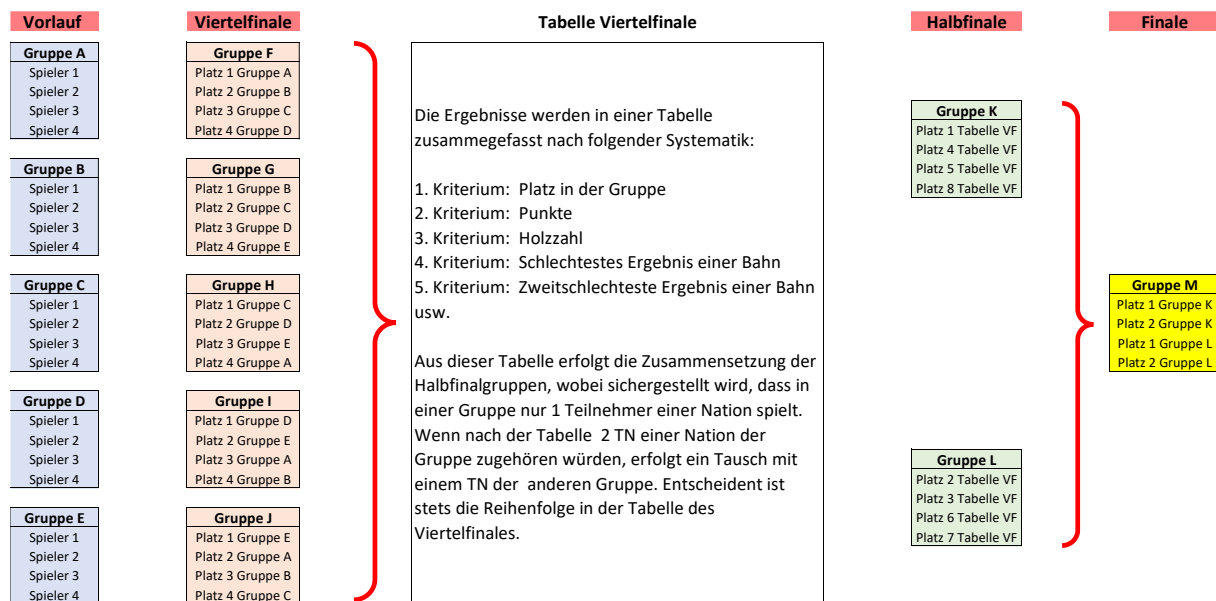 Vorlauf
Viertelfinale
Tabelle Viertelfinale
Halbfinale
Finale
Gruppe A
Spieler 1
Spieler 2
Spieler 3
Spieler 4
Gruppe B
Spieler 1
Spieler 2
Spieler 3
Spieler 4
Gruppe C
Spieler 1
Spieler 2
Spieler 3
Spieler 4
Gruppe D
Spieler 1
Spieler 2
Spieler 3
Spieler 4
Gruppe E
Spieler 1
Spieler 2
Spieler 3
Spieler 4
Gruppe F
Platz 1 Gruppe A
Platz 2 Gruppe B
Platz 3 Gruppe C
Platz 4 Gruppe D
Gruppe G
Platz 1 Gruppe B
Platz 2 Gruppe C
Platz 3 Gruppe D
Platz 4 Gruppe E
Gruppe H
Platz 1 Gruppe C
Platz 2 Gruppe D
Platz 3 Gruppe E
Platz 4 Gruppe A
Gruppe I
Platz 1 Gruppe D
Platz 2 Gruppe E
Platz 3 Gruppe A
Platz 4 Gruppe B
Gruppe J
Platz 1 Gruppe E
Platz 2 Gruppe A
Platz 3 Gruppe B
Platz 4 Gruppe C
Die Ergebnisse werden in einer Tabelle
zusammegefasst nach folgender Systematik:
1. Kriterium: Platz in der Gruppe
2. Kriterium: Punkte
3. Kriterium: Holzzahl
4. Kriterium: Schlechtestes Ergebnis einer Bahn
5. Kriterium: Zweitschlechteste Ergebnis einer Bahn
usw.
Aus dieser Tabelle erfolgt die Zusammensetzung der
Halbfinalgruppen, wobei sichergestellt wird, dass in
einer Gruppe nur 1 Teilnehmer einer Nation spielt.
Wenn nach der Tabelle 2 TN einer Nation der
Gruppe zugehören würden, erfolgt ein Tausch mit
einem TN der anderen Gruppe. Entscheident ist
stets die Reihenfolge in der Tabelle des
Viertelfinales.
Gruppe K
Platz 1 Tabelle VF
Platz 4 Tabelle VF
Platz 5 Tabelle VF
Platz 8 Tabelle VF
Gruppe L
Platz 2 Tabelle VF
Platz 3 Tabelle VF
Platz 6 Tabelle VF
Platz 7 Tabelle VF
Gruppe M
Platz 1 Gruppe K
Platz 2 Gruppe K
Platz 1 Gruppe L
Platz 2 Gruppe L